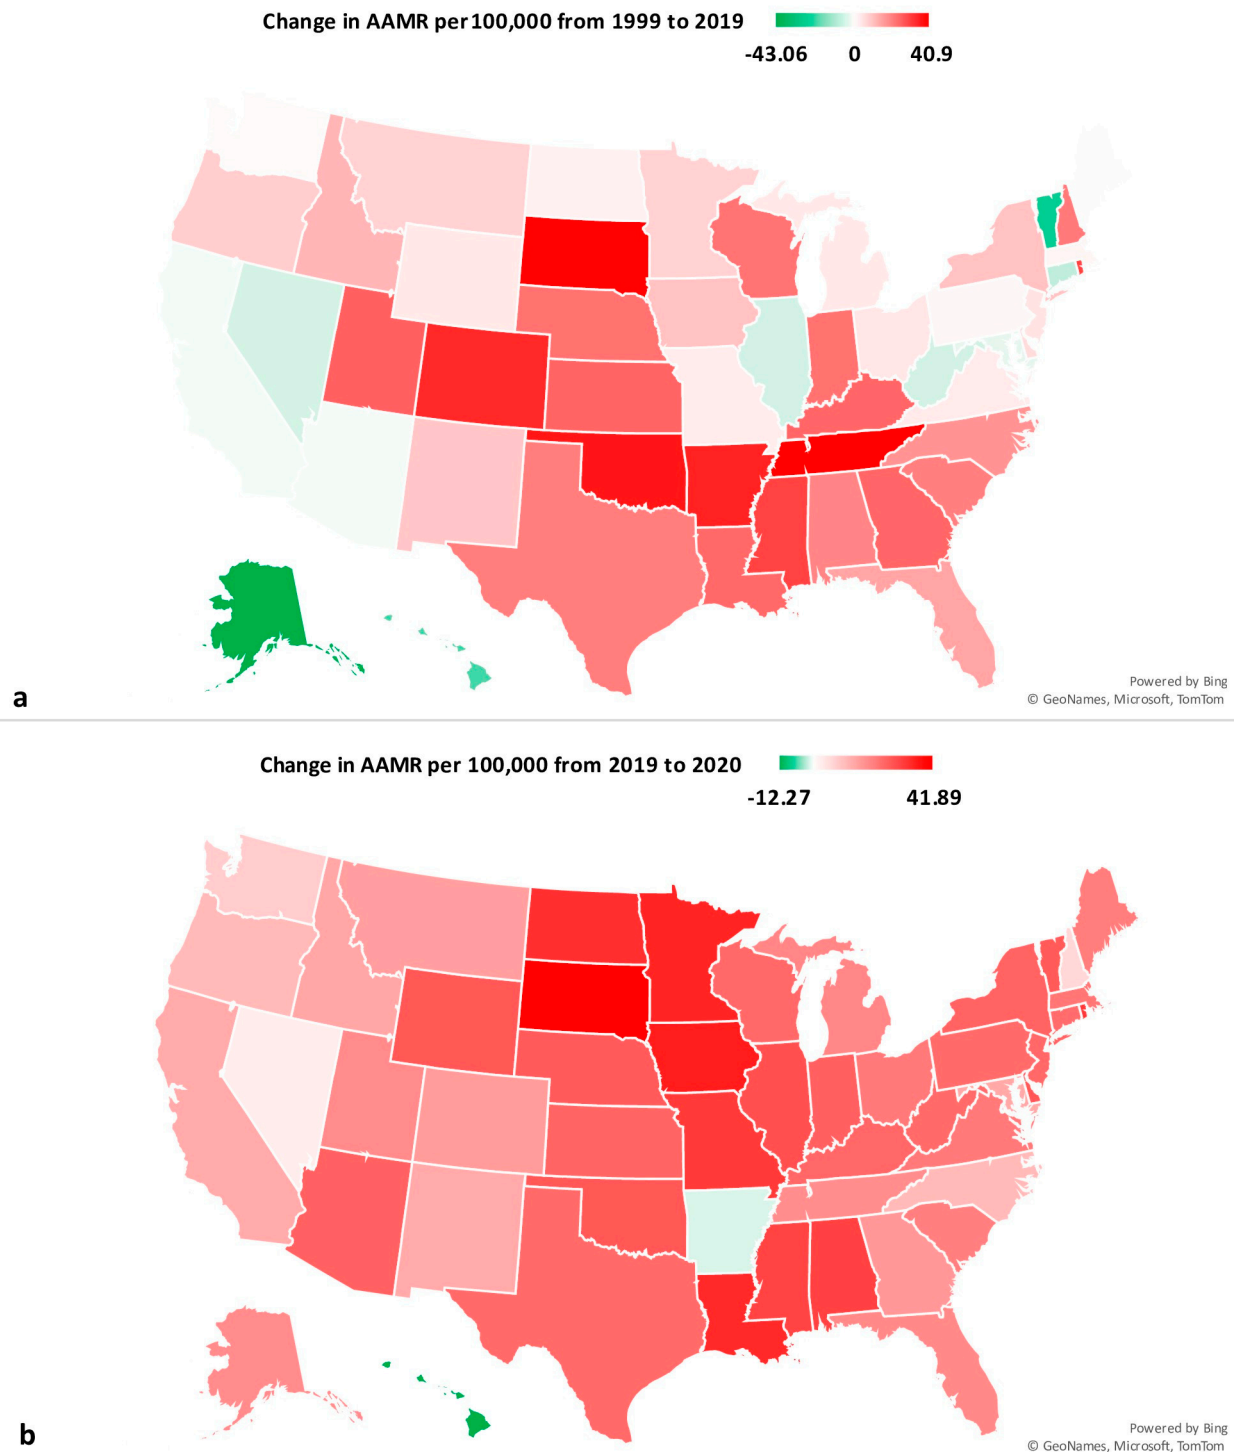 Change in AAMR per 100,000 from 1999 to 2019
-43.06 0 40.9
Powered by Bing
© GeoNames, Microsoft, TomTom
a
Change in AAMR per 100,000 from 2019 to 2020
-12.27 41.89
Powered by Bing
© GeoNames, Microsoft, TomTom
b